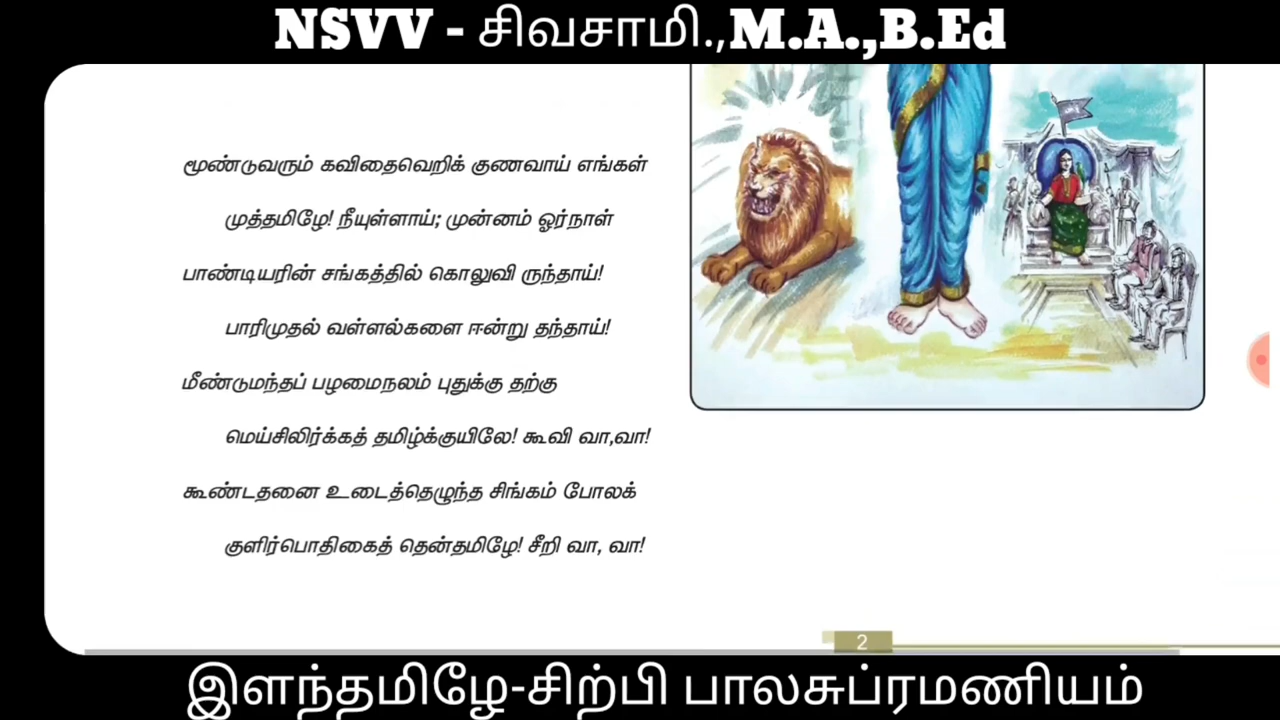 NSVV - சிவசாமி.,M.A.,B.Ed
மூண்டுவரும் கவிதைவெறிக் குணவாய் எங்கள்
முத்தமிழே! நீயுள்ளாய்; முன்னம் ஓர்நாள்
பாண்டியரின் சங்கத்தில் கொலுவி ருந்தாய்!
பாரிமுதல் வள்ளல்களை ஈன்று தந்தாய்!
மீண்டுமந்தப் பழமைநலம் புதுக்கு தற்கு
மெய்சிலிர்க்கத் தமிழ்க்குயிலே! கூவி வா,வா!
கூண்டதனை உடைத்தெழுந்த சிங்கம் போலக்
குளிர்பொதிகைத் தென்தமிழே! சீறி வா, வா!
2
இளந்தமிழே-சிற்பி பாலசுப்ரமணியம்